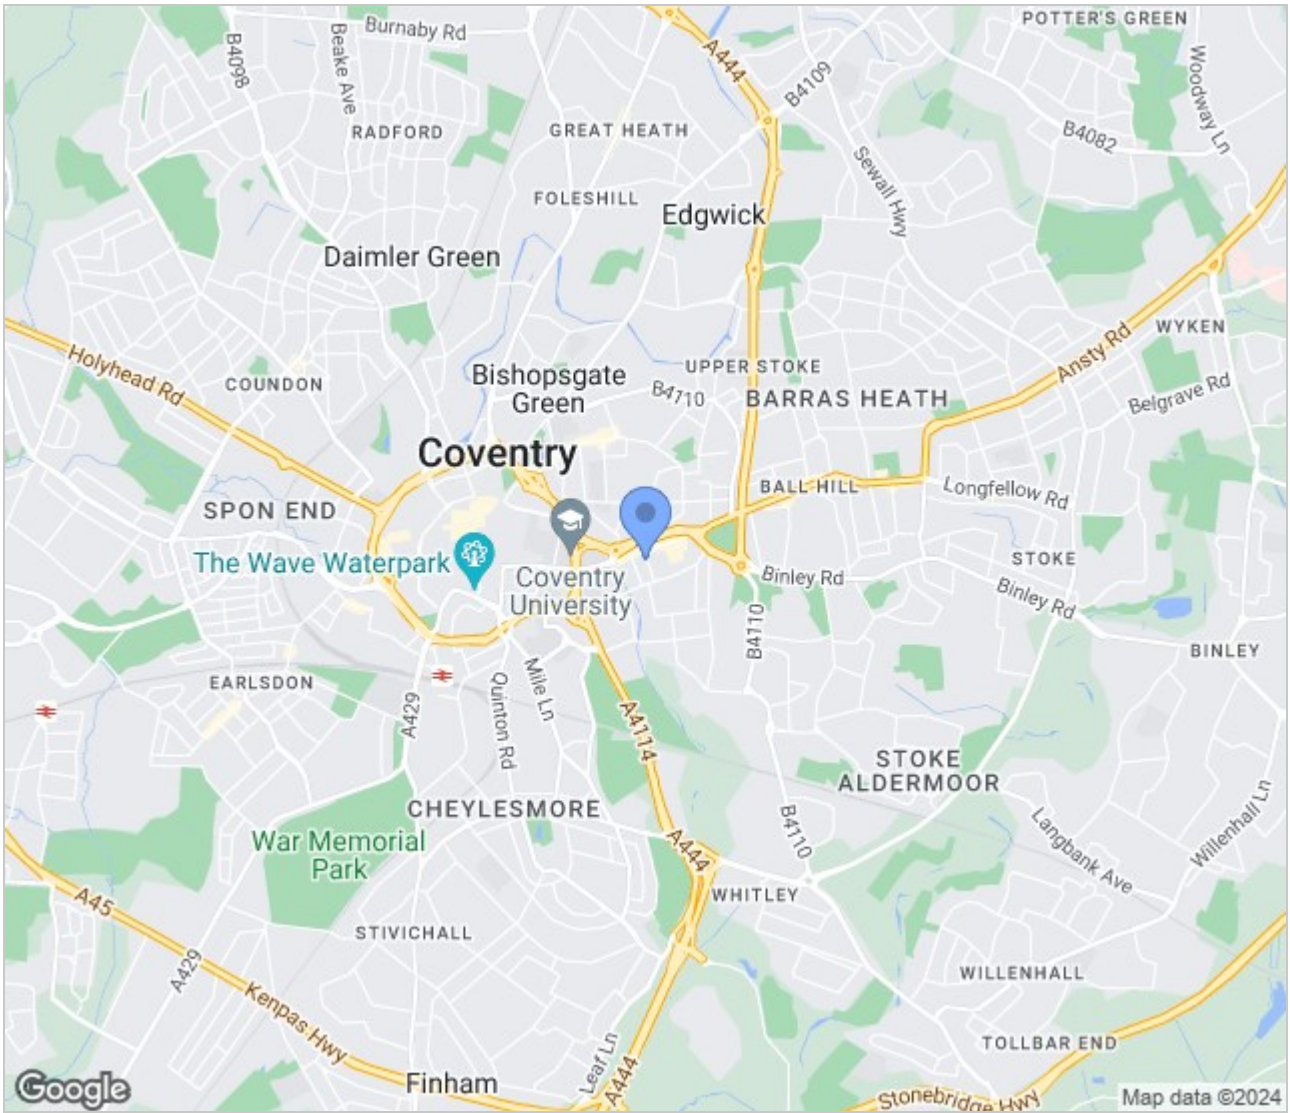 POTTER'S GREEN
Burnaby Rd
B4098
Beake Ave
A444
B4109
Woodway Ln
RADFORD
GREAT HEATH
B4082
Sewall Hwy
FOLESHILL
Edgwick
Daimler Green
WYKEN
Ansty Rd
Holyhead Rd
COUNDON
Bishopsgate
Green
UPPER STOKE
B4110
BARRAS HEATH
Belgrave Rd
Coventry
BALL HILL
Longfellow Rd
SPON END
The Wave Waterpark
Coventry
University
Binley Rd
STOKE
Binley Rd
B4110
BINLEY
EARLSDON
A429
Quinton Rd
Mile Ln
A4114
STOKE
ALDERMOOR
CHEYLESMORE
B4110
Langbank Ave
Willenhall Ln
War Memorial
Park
A444
WHITLEY
A45
STIVICHALL
A429
WILLENHALL
Kenpas Hwy
TOLLBAR END
Leaf Ln
A444
Finham
Stonebridge Hwy
Google
Map data ©2024